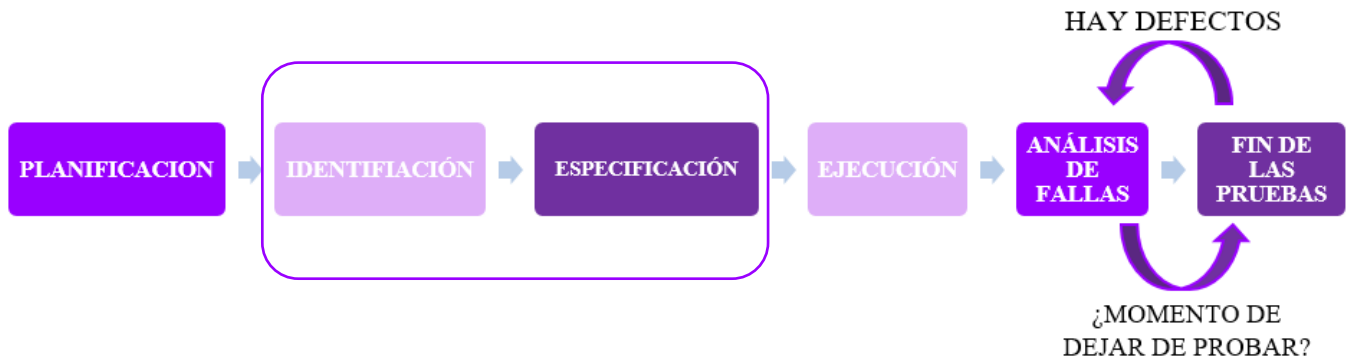 HAY DEFECTOS
PLANIFICACION
IDENTIFIACIÓN
ESPECIFICACIÓN
EJECUCIÓN
ANÁLISIS
DE
FALLAS
FIN DE
LAS
PRUEBAS
¿MOMENTO DE
DEJAR DE PROBAR?